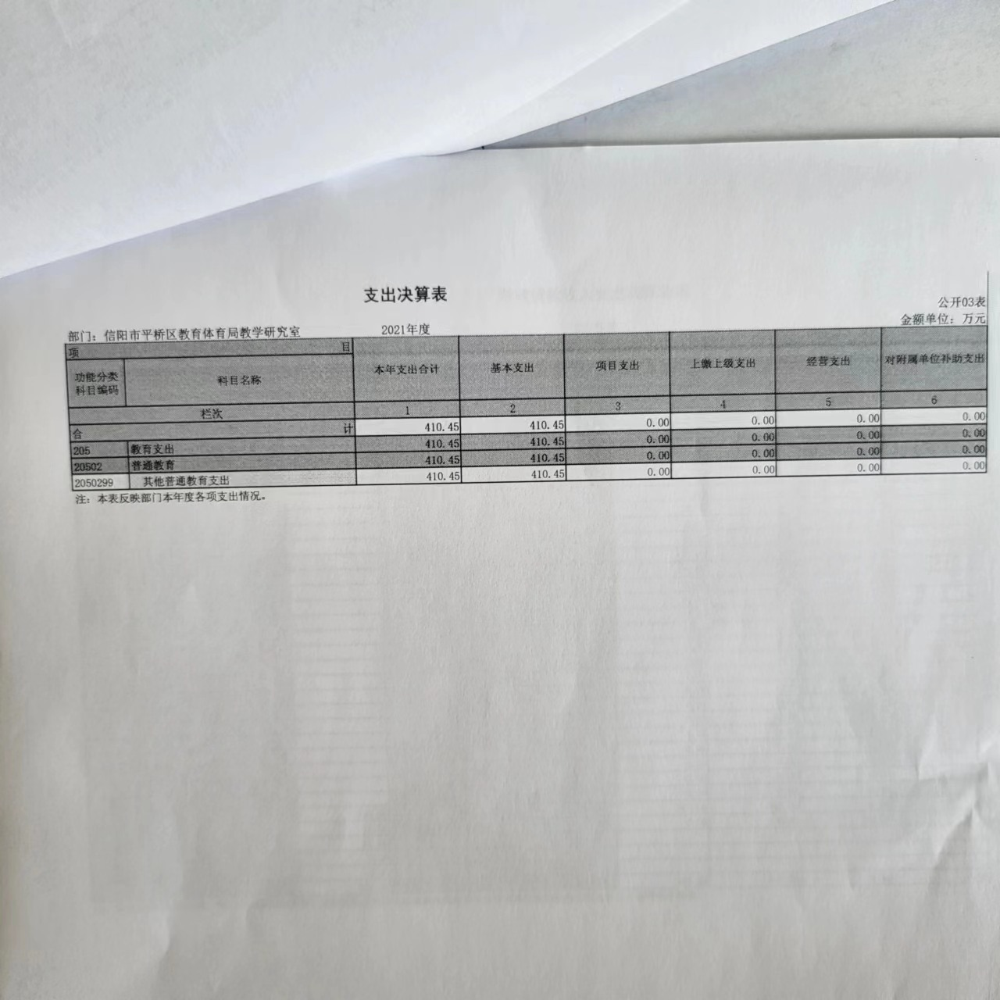 支出决算表
公开03表
部门：信阳市平桥区教育体育局教学研究室 2021年度 金额单位：万元
项 目 本年支出合计 基本支出 项目支出 上缴上级支出 经营支出 对附属单位补助支出
功能分类科目编码 科目名称
栏次 1 2 3 4 5 6
合 计 410.45 410.45 0.00 0.00 0.00 0.00
205 教育支出 410.45 410.45 0.00 0.00 0.00 0.00
20502 普通教育 410.45 410.45 0.00 0.00 0.00 0.00
2050299 其他普通教育支出 410.45 410.45 0.00 0.00 0.00 0.00
注：本表反映部门本年度各项支出情况。